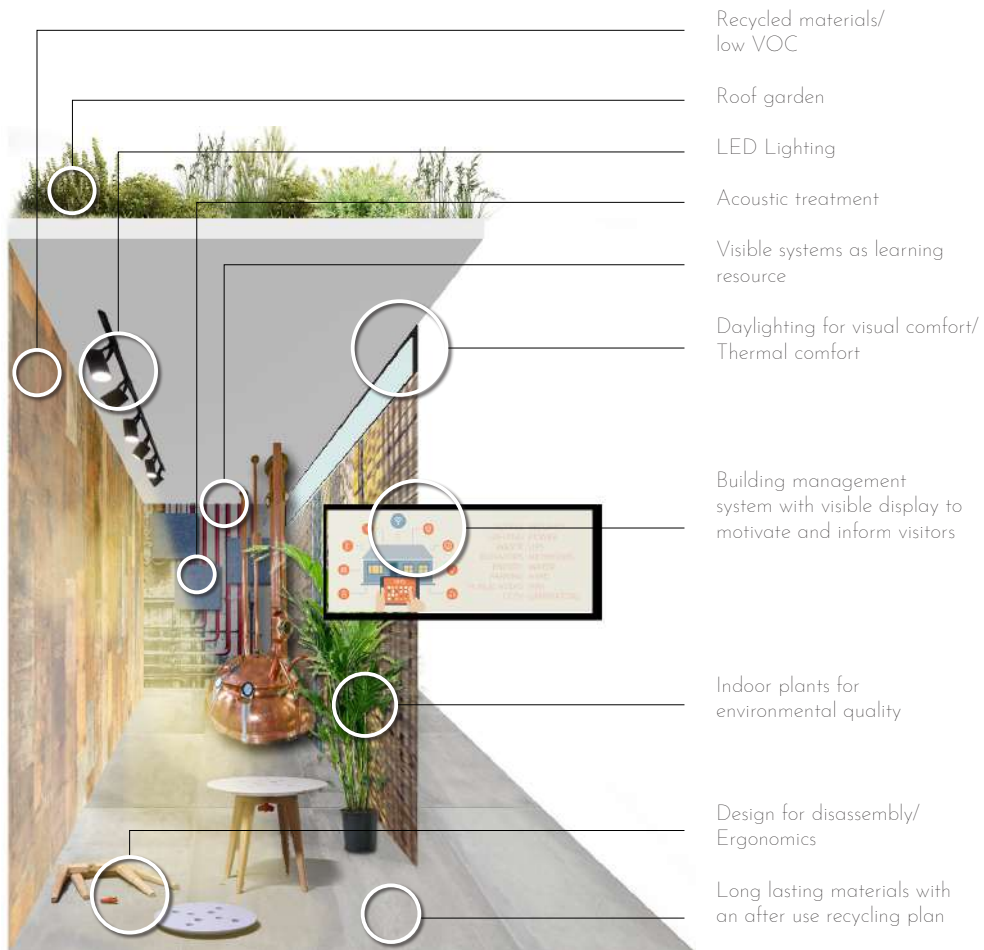 Recycled materials/
low VOC
Roof garden
LED Lighting
Acoustic treatment
Visible systems as learning
resource
Daylighting for visual comfort/
Thermal comfort
Building management
system with visible display to
motivate and inform visitors
Indoor plants for
environmental quality
Design for disassembly/
Ergonomics
Long lasting materials with
an after use recycling plan